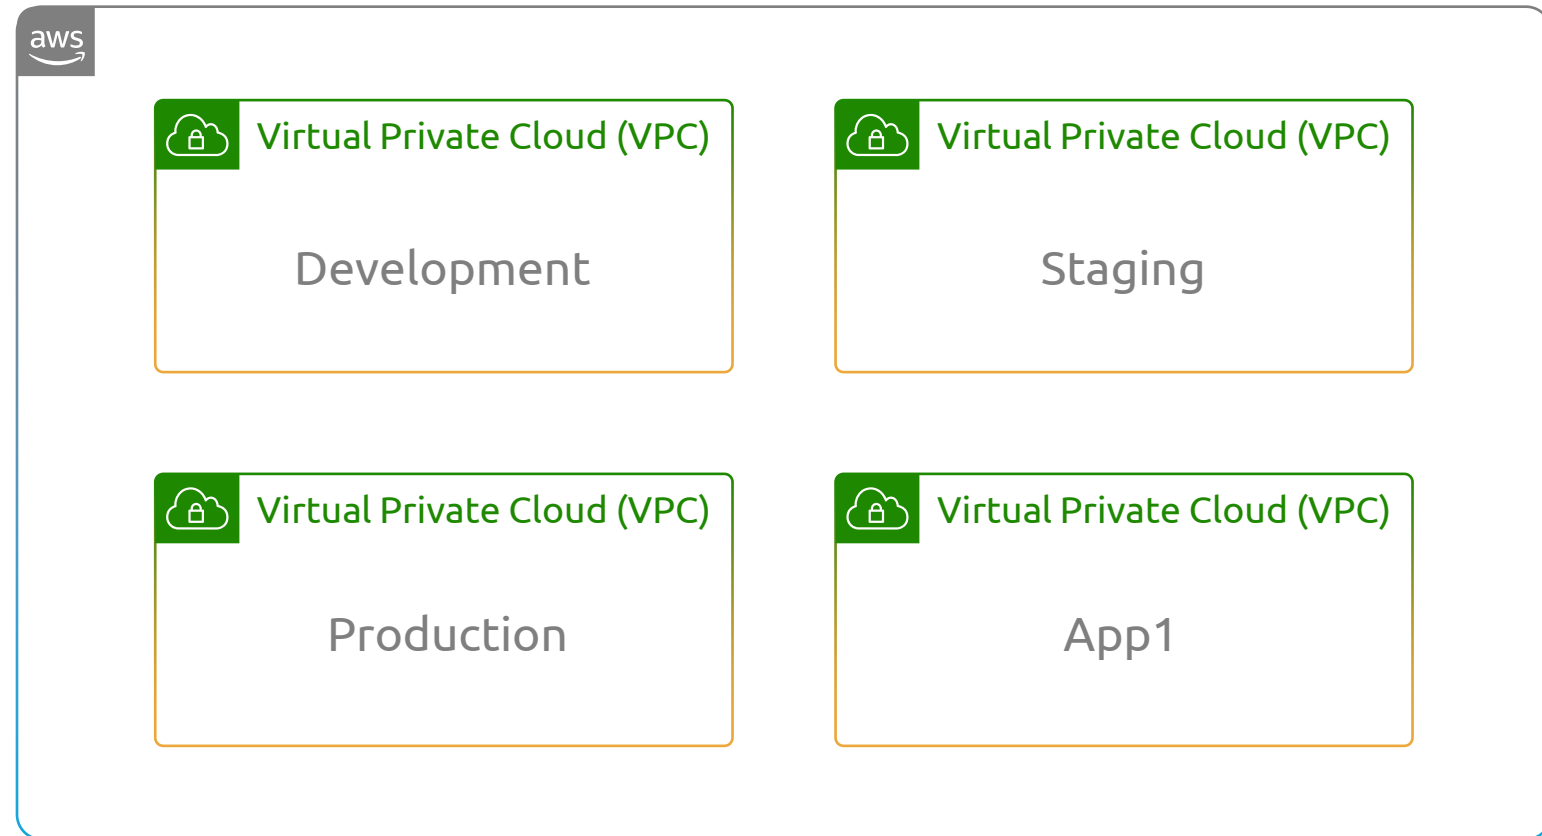 aws
Virtual Private Cloud (VPC)
Development
Virtual Private Cloud (VPC)
Staging
Virtual Private Cloud (VPC)
Production
Virtual Private Cloud (VPC)
App1